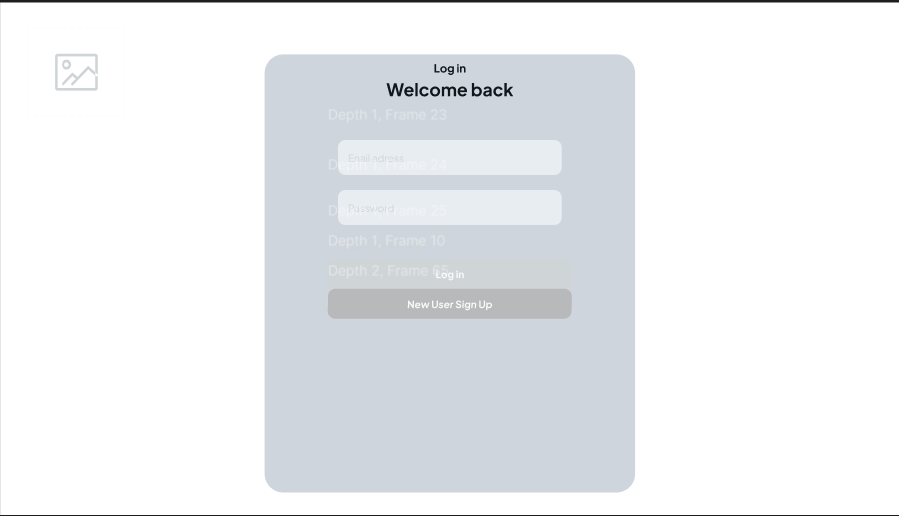 Log in
Welcome back
Depth 1, Frame 23
Email adress
Depth 1, Frame 24
Password
Depth 1, Frame 25
Depth 1, Frame 10
Depth 2, Frame 65
Log in
New User Sign Up